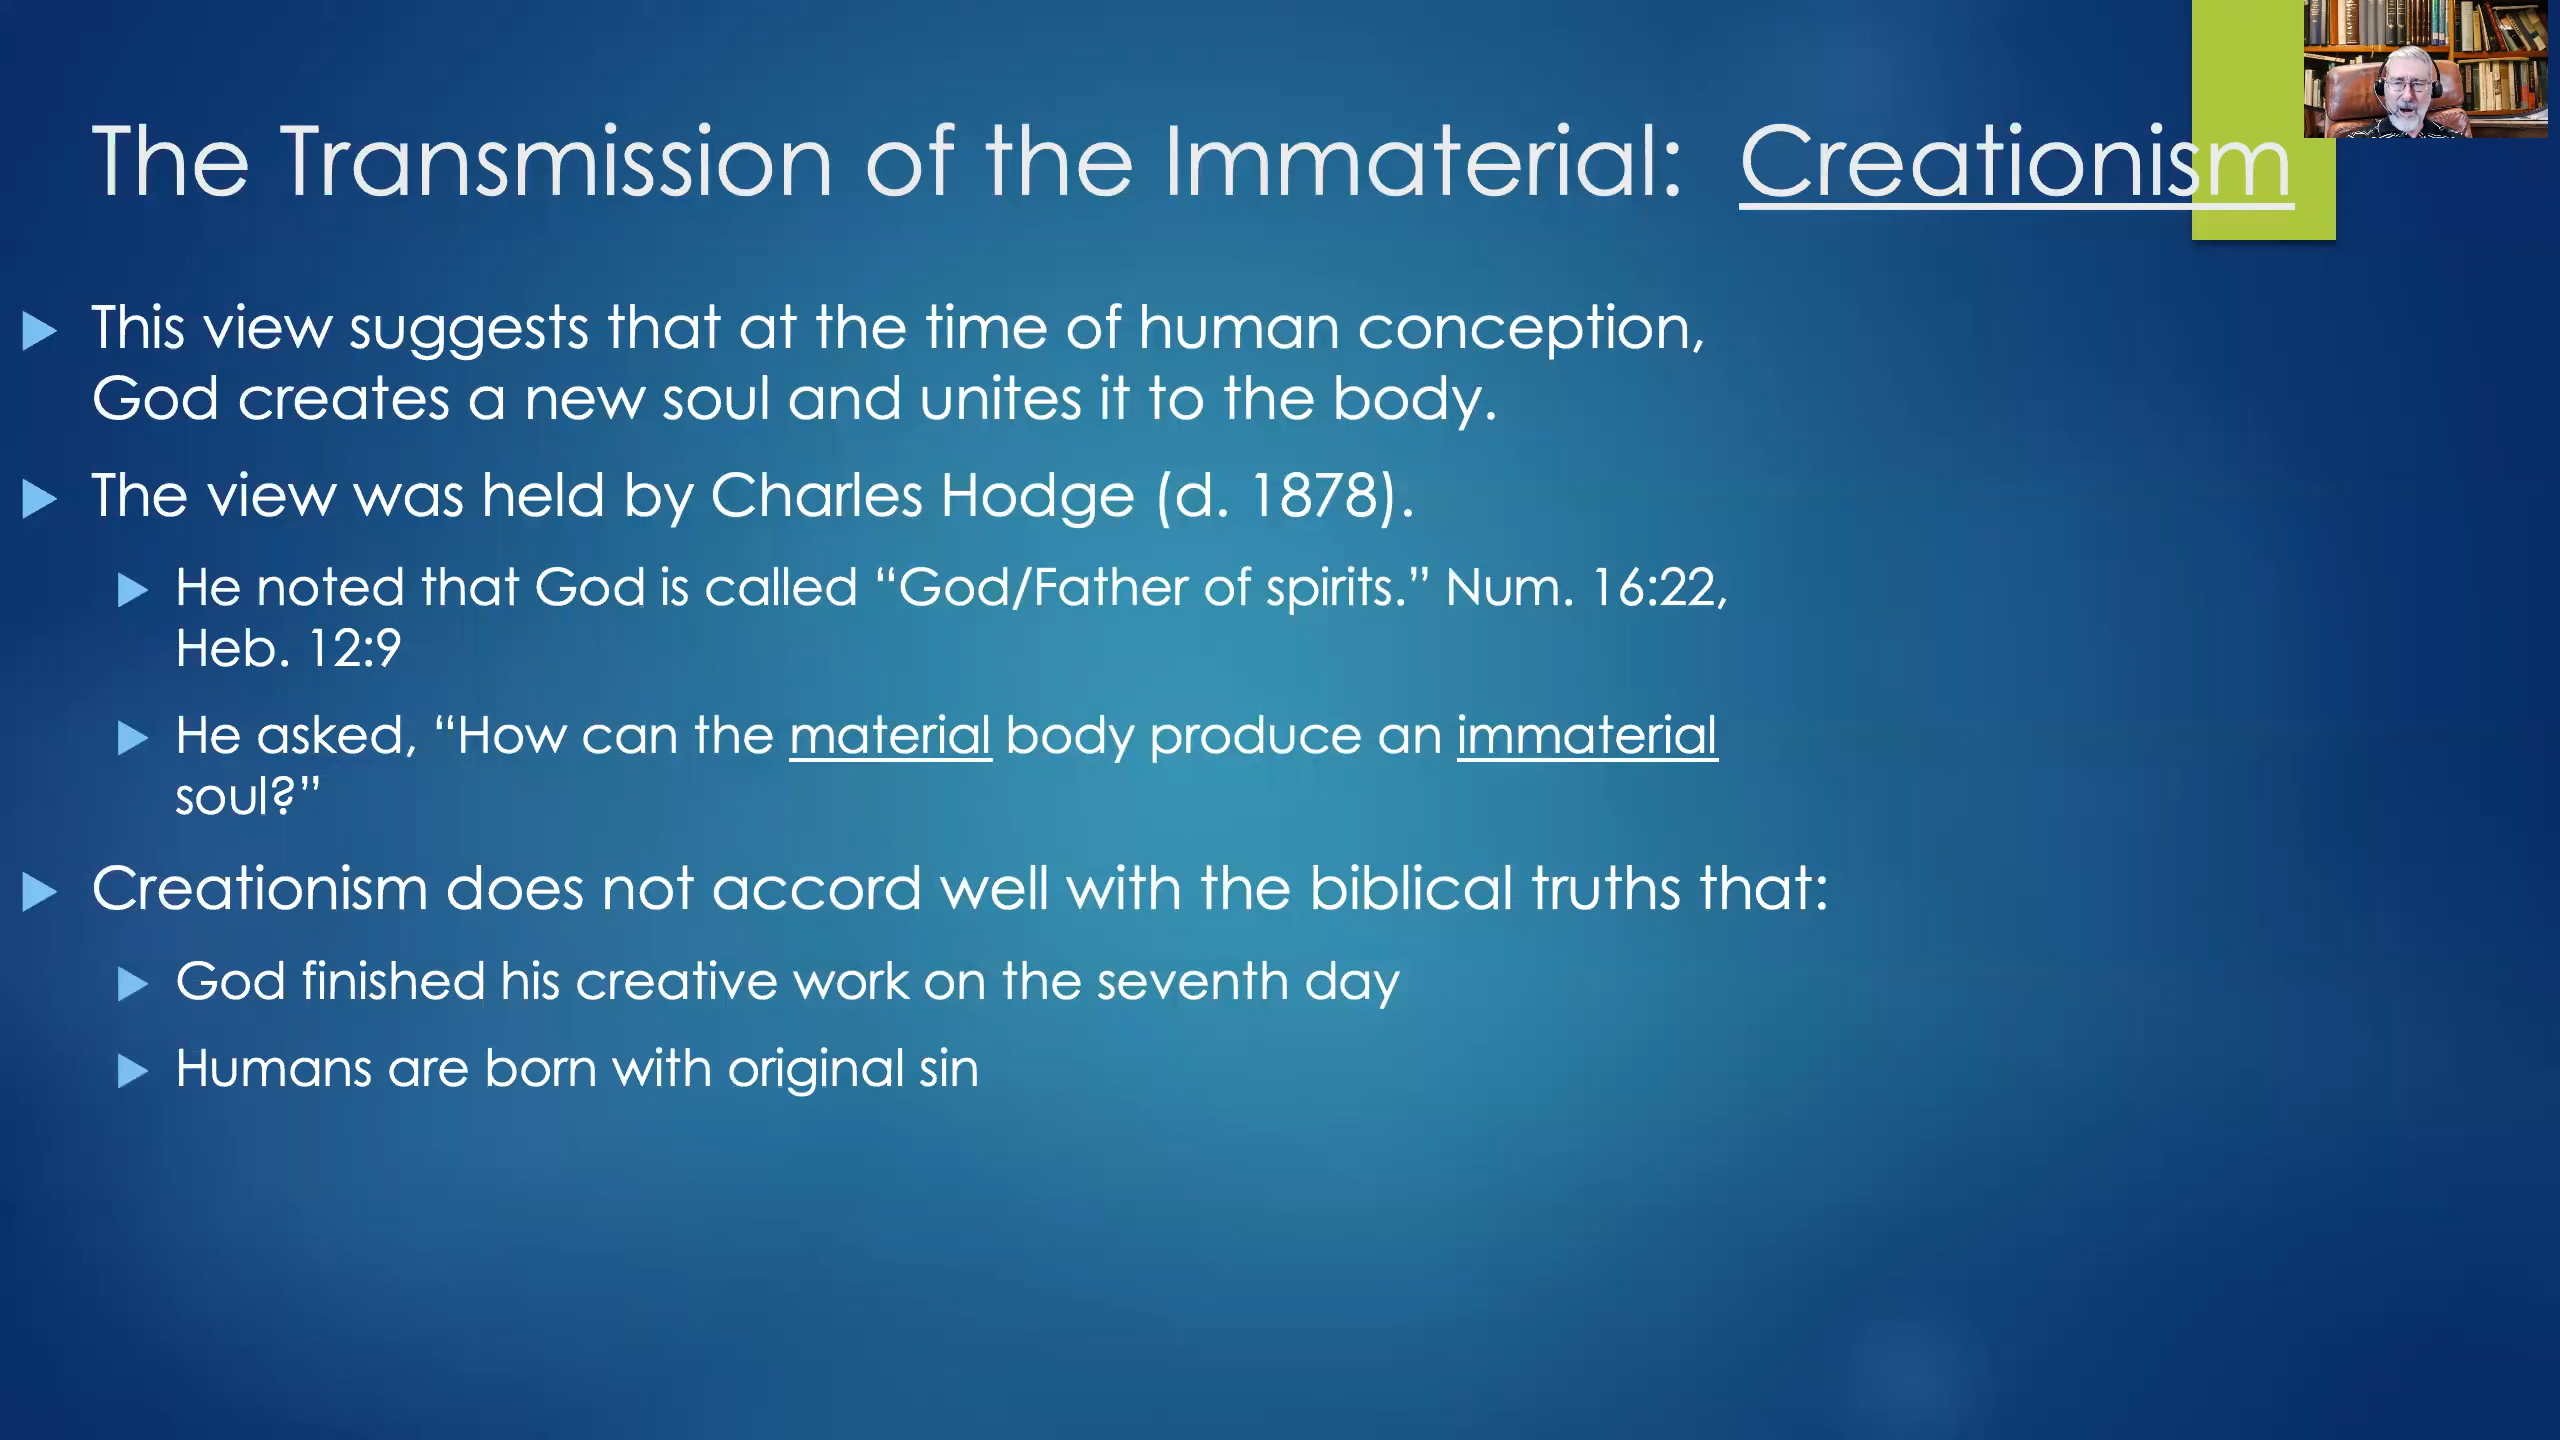 The Transmission of the Immaterial: Creationism
This view suggests that at the time of human conception,
God creates a new soul and unites it to the body.
The view was held by Charles Hodge (d. 1878).
He noted that God is called “God/Father of spirits.” Num. 16:22,
Heb. 12:9
He asked, “How can the material body produce an immaterial
soul?”
Creationism does not accord well with the biblical truths that:
God finished his creative work on the seventh day
Humans are born with original sin